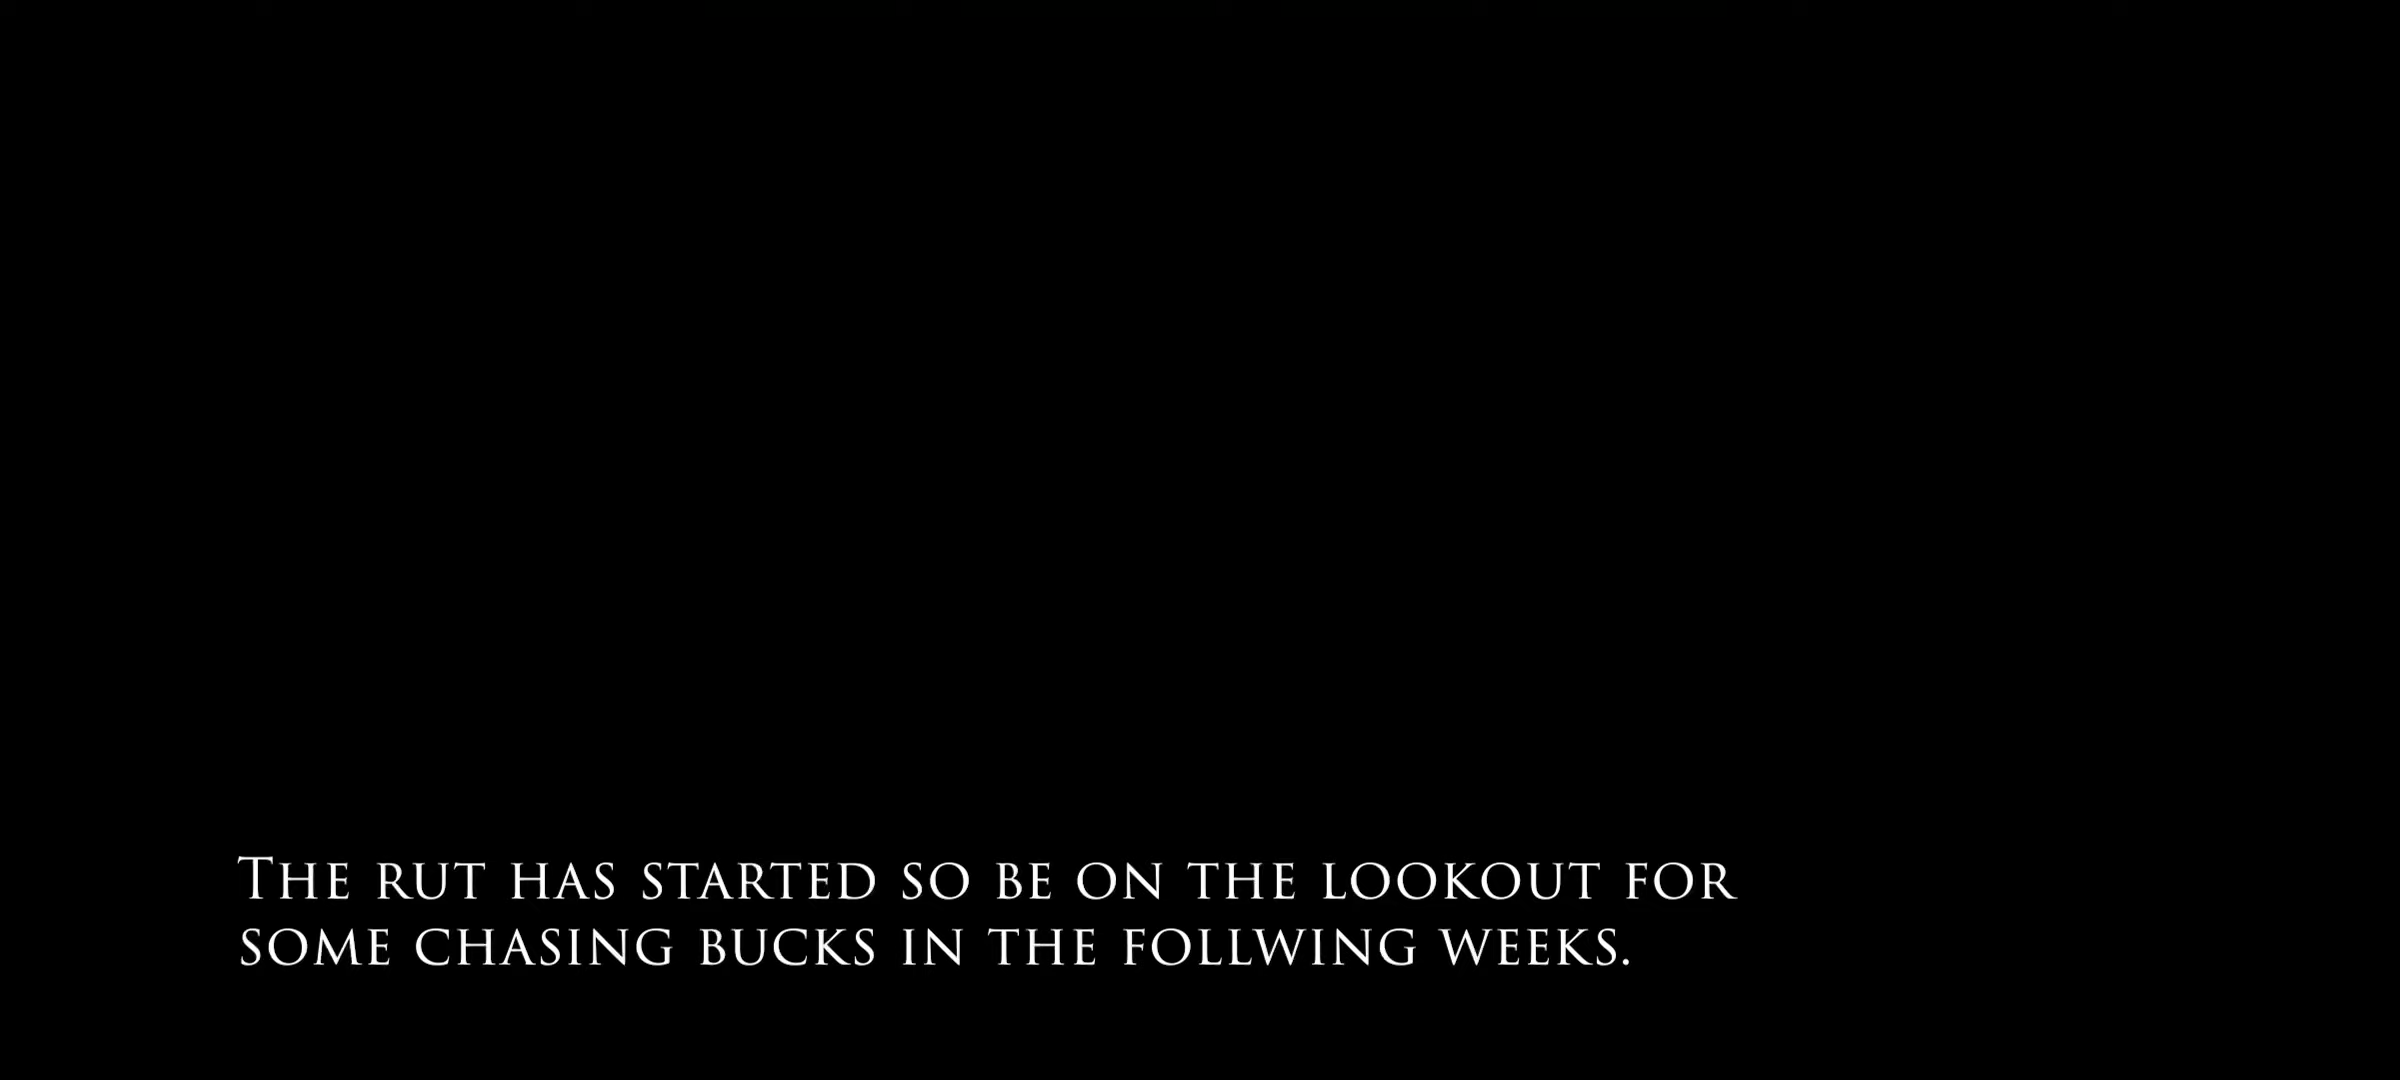 The rut has started so be on the lookout for
some chasing bucks in the follwing weeks.